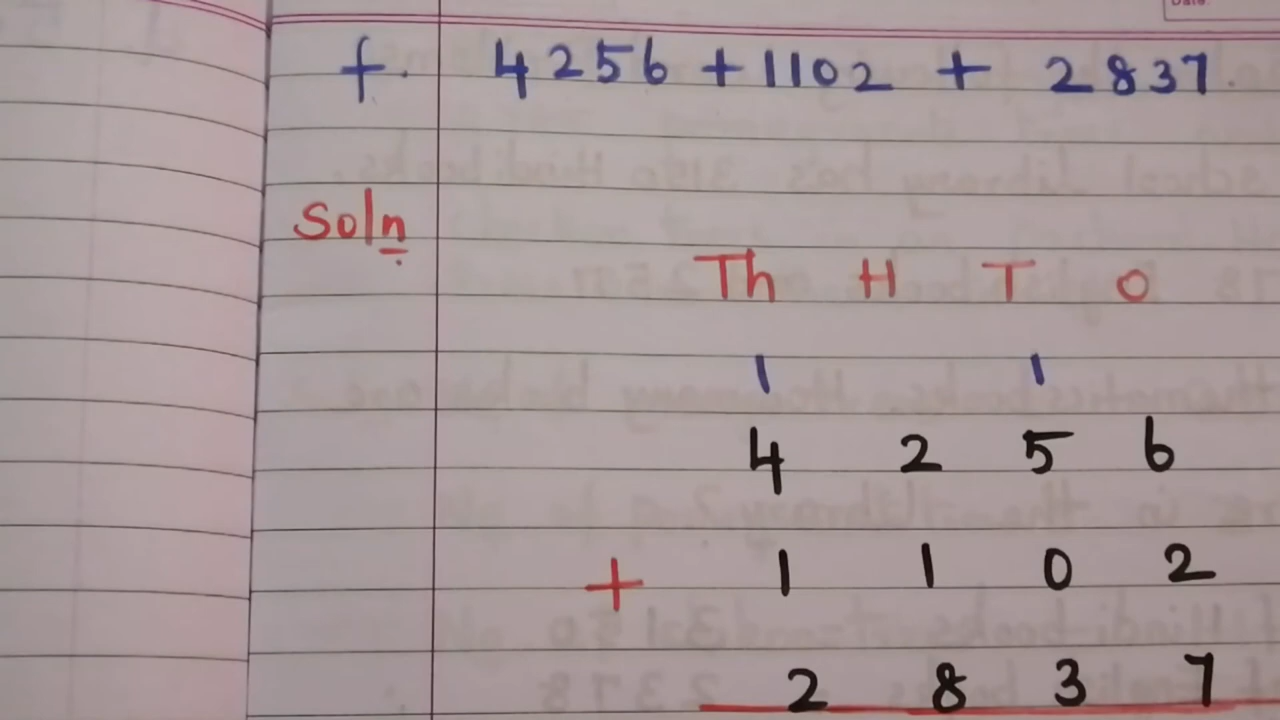 Date
f. 4256 + 1102 + 2837
Soln
Th H T O
1 1
4 2 5 6
+ 1 1 0 2
2 8 3 7